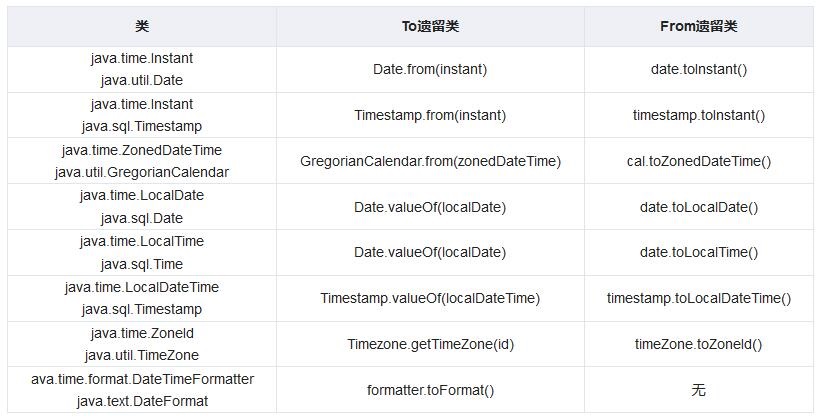 类 To遗留类 From遗留类
java.time.Instant
java.util.Date
Date.from(instant) date.toInstant()
java.time.Instant
java.sql.Timestamp
Timestamp.from(instant) timestamp.toInstant()
java.time.ZonedDateTime
java.util.GregorianCalendar
GregorianCalendar.from(zonedDateTime) cal.toZonedDateTime()
java.time.LocalDate
java.sql.Date
Date.valueOf(localDate) date.toLocalDate()
java.time.LocalTime
java.sql.Time
Date.valueOf(localDate) date.toLocalTime()
java.time.LocalDateTime
java.sql.Timestamp
Timestamp.valueOf(localDateTime) timestamp.toLocalDateTime()
java.time.ZoneId
java.util.TimeZone
Timezone.getTimeZone(id) timeZone.toZoneId()
ava.time.format.DateTimeFormatter
java.text.DateFormat
formatter.toFormat() 无